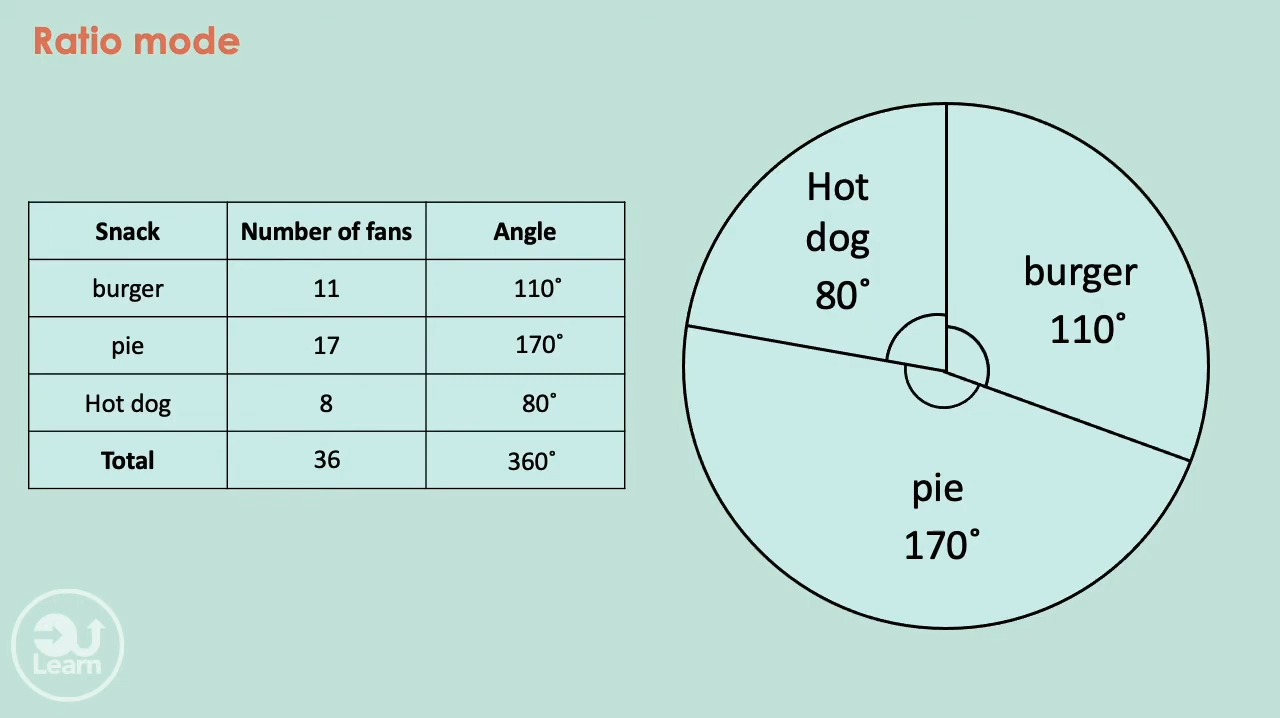 Ratio mode
Snack Number of fans Angle
burger 11 110°
pie 17 170°
Hot dog 8 80°
Total 36 360°
Hot
dog
80°
burger
110°
pie
170°
Learn